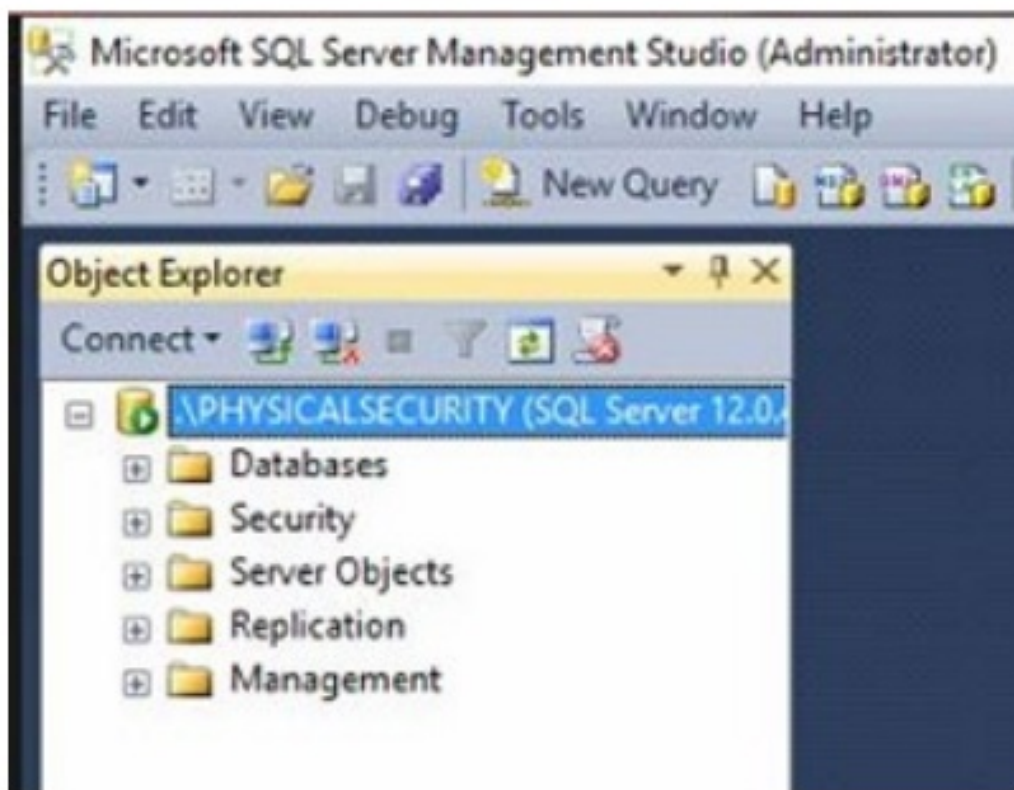 Microsoft SQL Server Management Studio (Administrator)
File Edit View Debug Tools Window Help
New Query
Object Explorer
Connect
.\PHYSICALSECURITY (SQL Server 12.0.
Databases
Security
Server Objects
Replication
Management